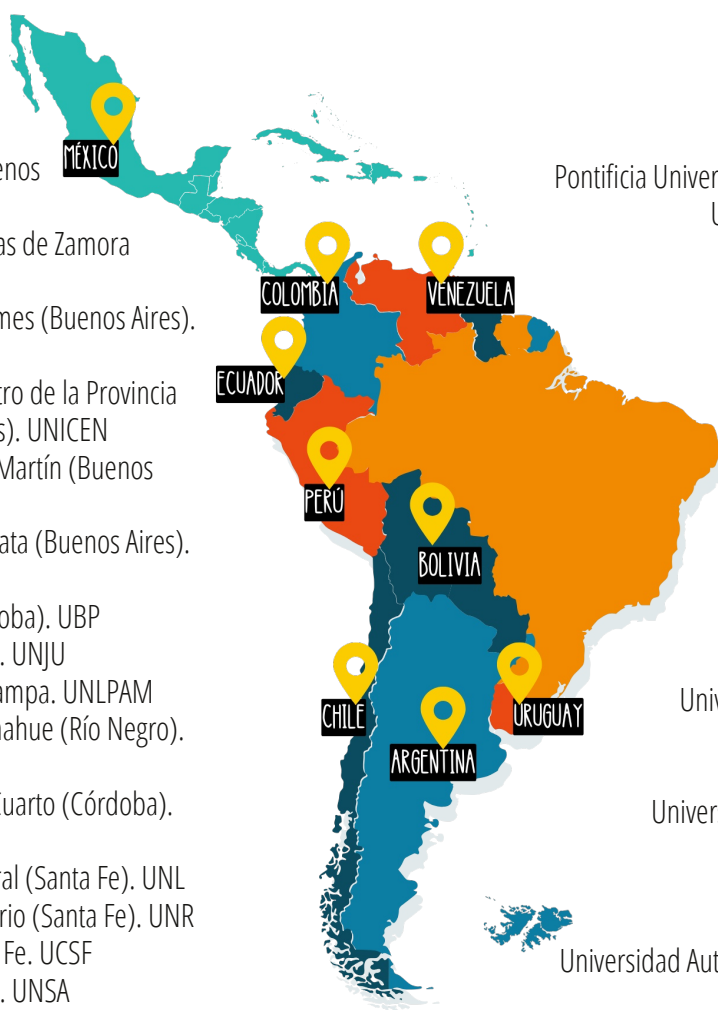 MÉXICO
enos
as de Zamora
mes (Buenos Aires).
tro de la Provincia
s). UNICEN
Martín (Buenos
ata (Buenos Aires).
oba). UBP
. UNJU
ampa. UNLPAM
ahue (Río Negro).
Cuarto (Córdoba).
ral (Santa Fe). UNL
rio (Santa Fe). UNR
Fe. UCSF
. UNSA
COLOMBIA
VENEZUELA
ECUADOR
PERÚ
BOLIVIA
CHILE
ARGENTINA
URUGUAY
Pontificia Univer
U
Univ
Univers
Universidad Aut